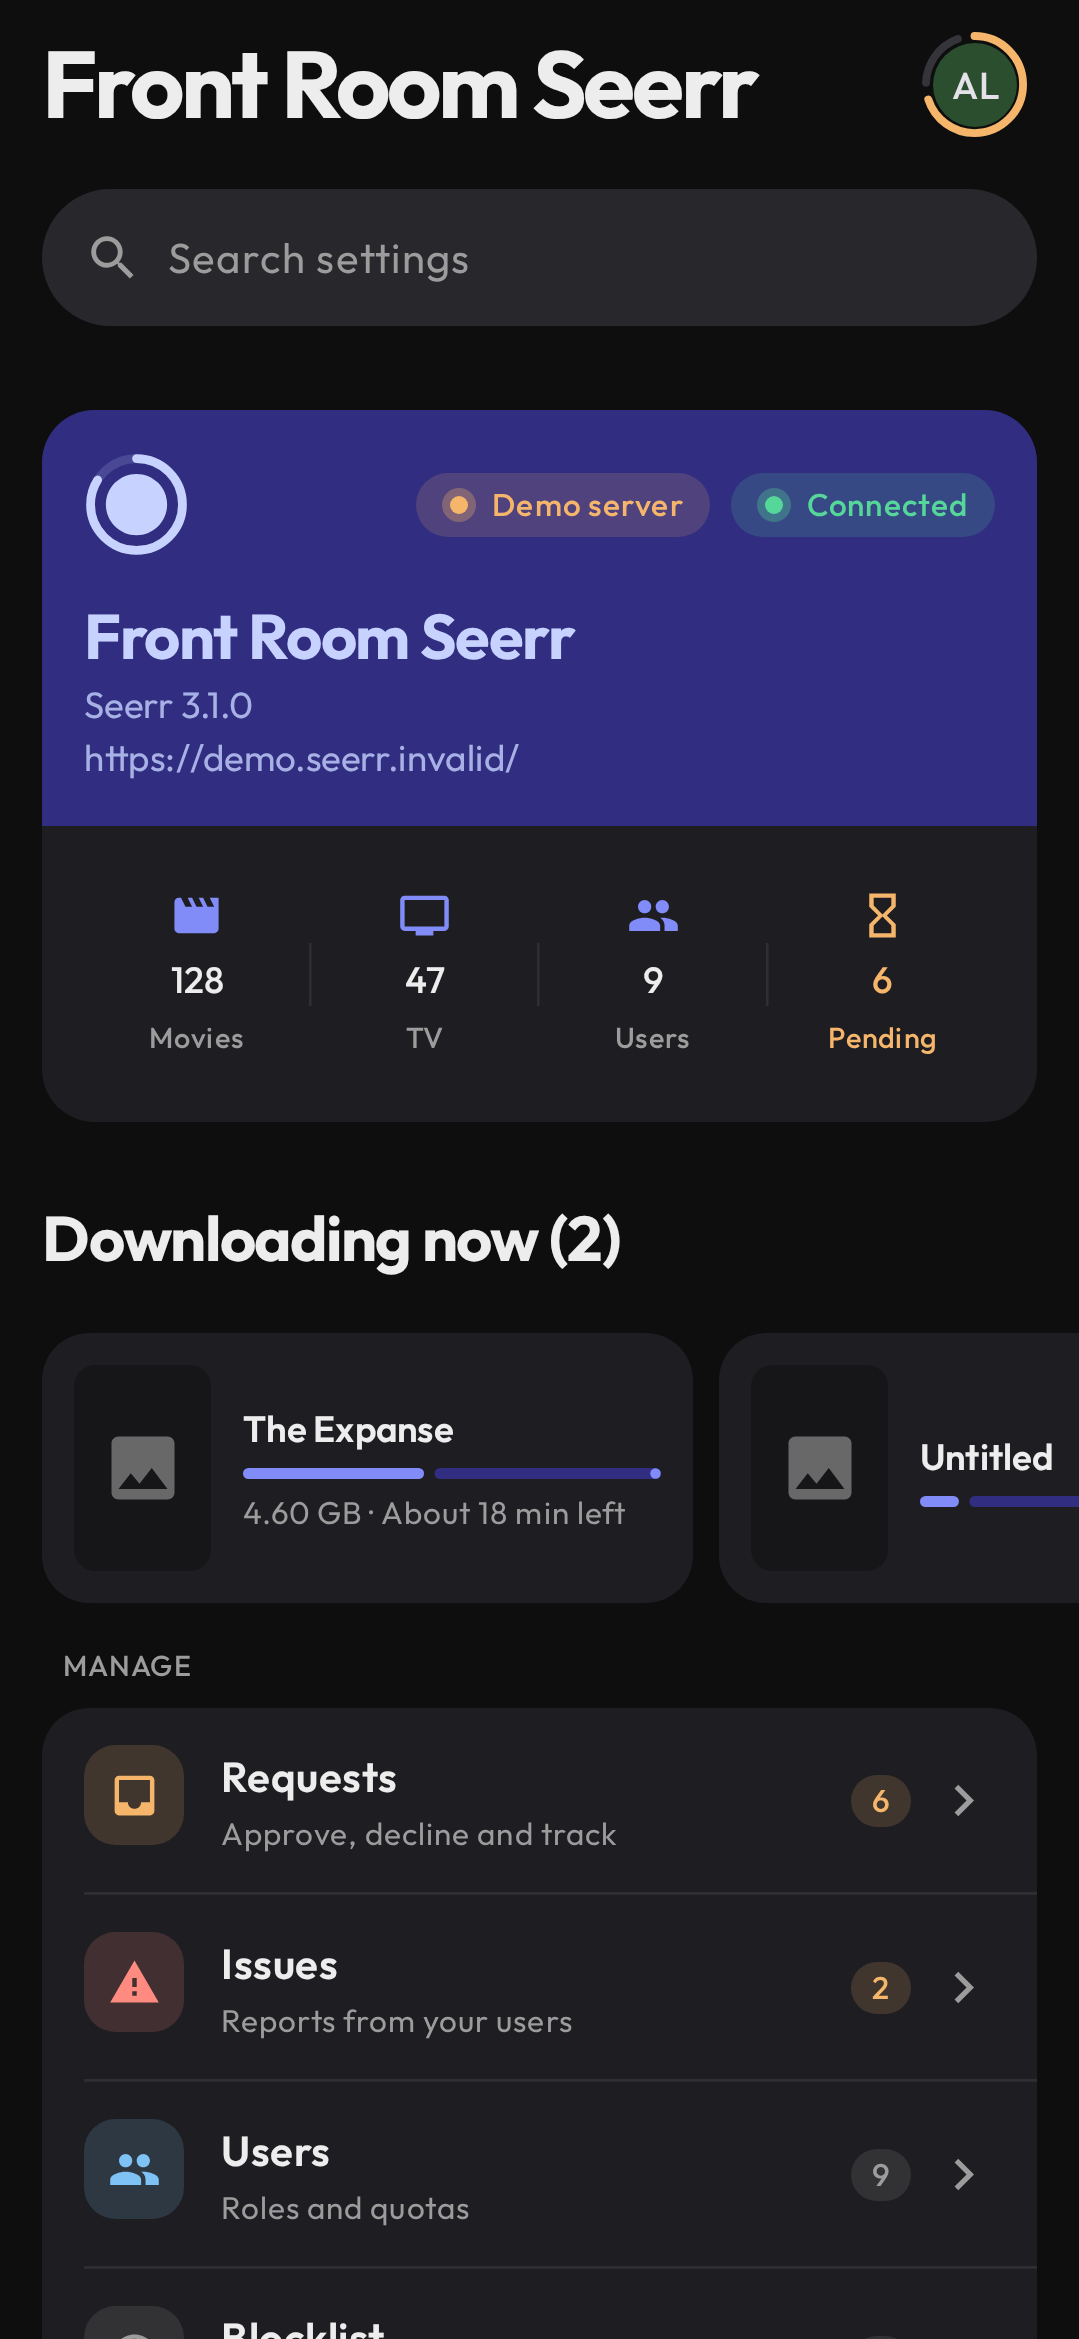 Front Room Seerr
AL
Search settings
Demo server
Connected
Front Room Seerr
Seerr 3.1.0
https://demo.seerr.invalid/
128
47
9
6
Movies
TV
Users
Pending
Downloading now (2)
The Expanse
4.60 GB · About 18 min left
Untitled
MANAGE
Requests
Approve, decline and track
6
Issues
Reports from your users
2
Users
Roles and quotas
9
Blocklist